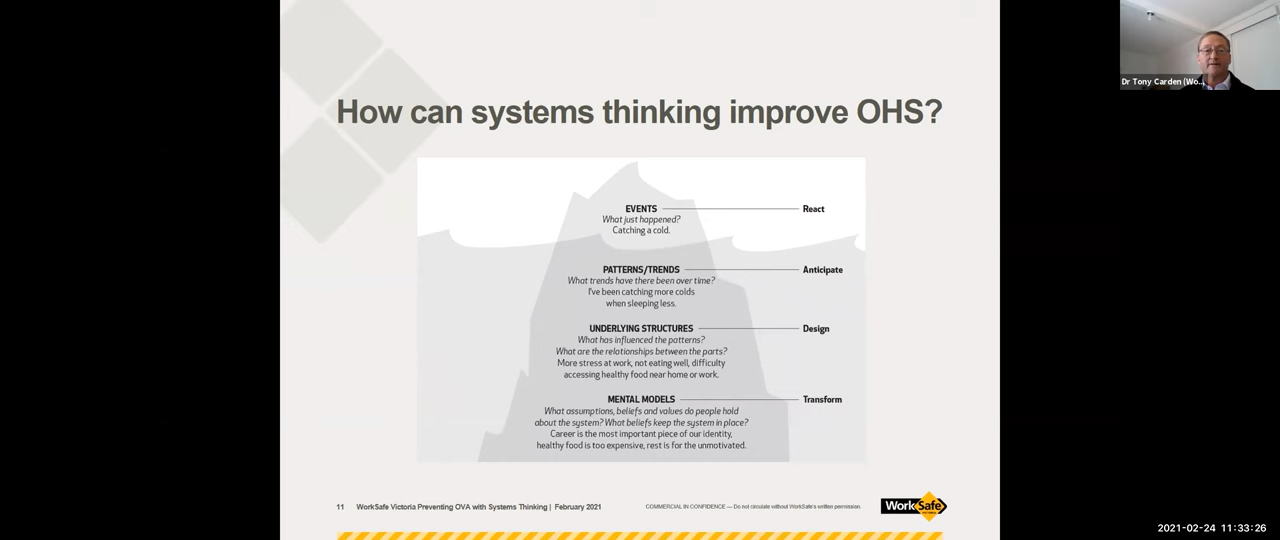 Dr Tony Carden (Wo...
How can systems thinking improve OHS?
EVENTS
React
What just happened?
Catching a cold.
PATTERNS/TRENDS
Anticipate
What trends have there been over time?
I've been catching more colds
when sleeping less.
UNDERLYING STRUCTURES
Design
What has influenced the patterns?
What are the relationships between the parts?
More stress at work, not eating well, difficulty
accessing healthy food near home or work.
MENTAL MODELS
Transform
What assumptions, beliefs and values do people hold
about the system? What beliefs keep the system in place?
Career is the most important piece of our identity,
healthy food is too expensive, rest is for the unmotivated.
11 WorkSafe Victoria Preventing OVA with Systems Thinking | February 2021
COMMERCIAL IN CONFIDENCE — Do not circulate without WorkSafe's written permission.
WorkSafe
VICTORIA
2021-02-24 11:33:26